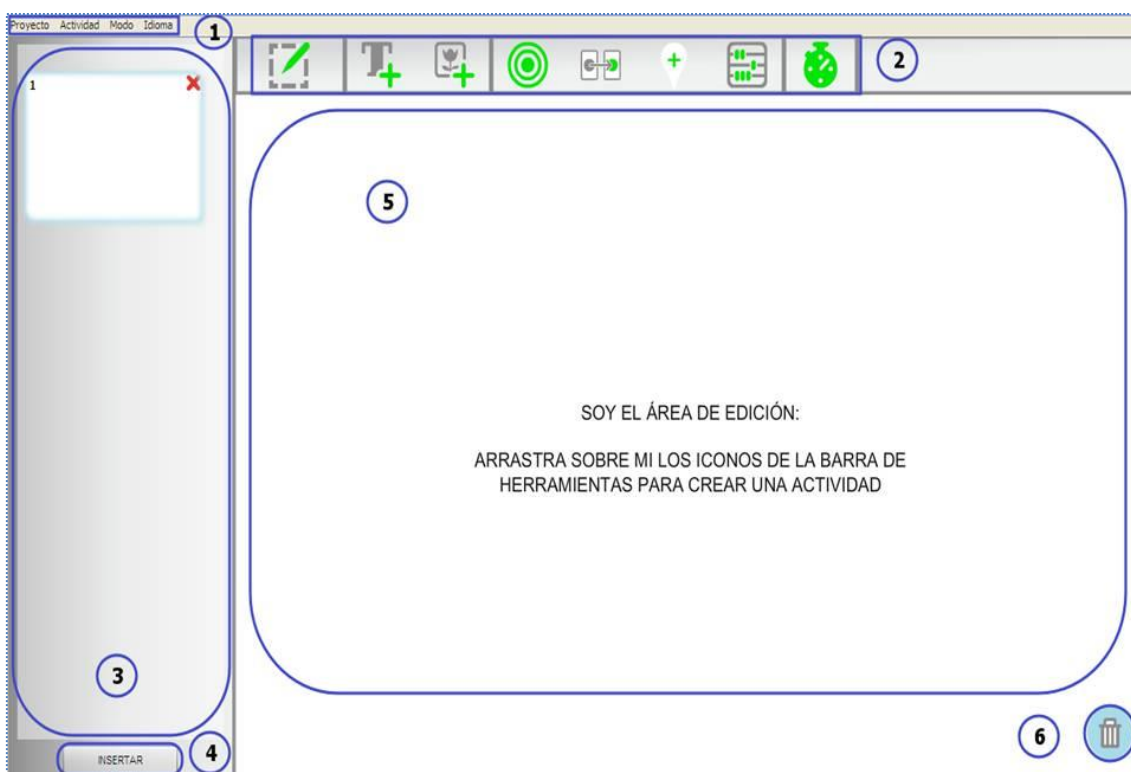 Proyecto Actividad Modo Idioma
1
2
1
5
SOY EL ÁREA DE EDICIÓN:
ARRASTRA SOBRE MI LOS ICONOS DE LA BARRA DE
HERRAMIENTAS PARA CREAR UNA ACTIVIDAD
3
6
4
INSERTAR